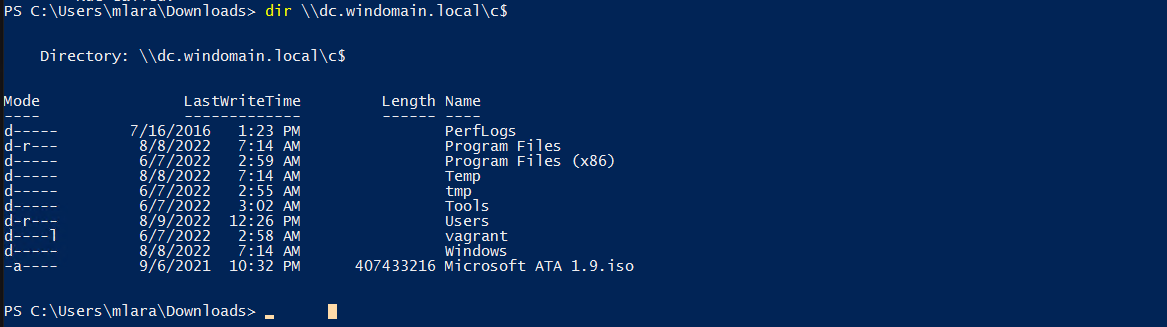 PS C:\Users\mlara\Downloads> dir \\dc.windomain.local\c$
Directory: \\dc.windomain.local\c$
Mode LastWriteTime Length Name
---- ------------- ------ ----
d----- 7/16/2016 1:23 PM PerfLogs
d-r--- 8/8/2022 7:14 AM Program Files
d----- 6/7/2022 2:59 AM Program Files (x86)
d----- 8/8/2022 7:14 AM Temp
d----- 6/7/2022 2:55 AM tmp
d----- 6/7/2022 3:02 AM Tools
d-r--- 8/9/2022 12:26 PM Users
d----l 6/7/2022 2:58 AM vagrant
d----- 8/8/2022 7:14 AM Windows
-a---- 9/6/2021 10:32 PM 407433216 Microsoft ATA 1.9.iso
PS C:\Users\mlara\Downloads> _